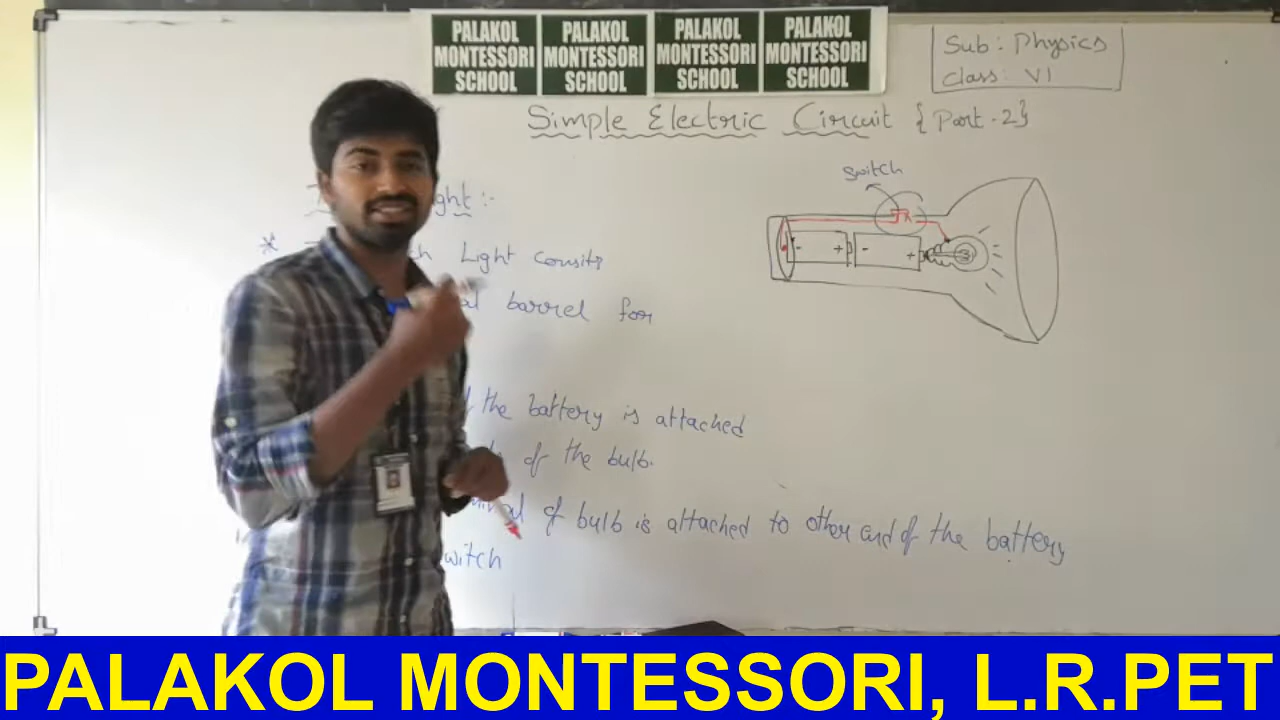 PALAKOL MONTESSORI SCHOOL
PALAKOL MONTESSORI SCHOOL
PALAKOL MONTESSORI SCHOOL
PALAKOL MONTESSORI SCHOOL
Sub: Physics
Class: VI
Simple Electric Circuit {Part-2}
Switch
ght :-
* ch Light consits
barrel for
the battery is attached
of the bulb.
of bulb is attached to other end of the battery
witch
- + - +
PALAKOL MONTESSORI, L.R.PET